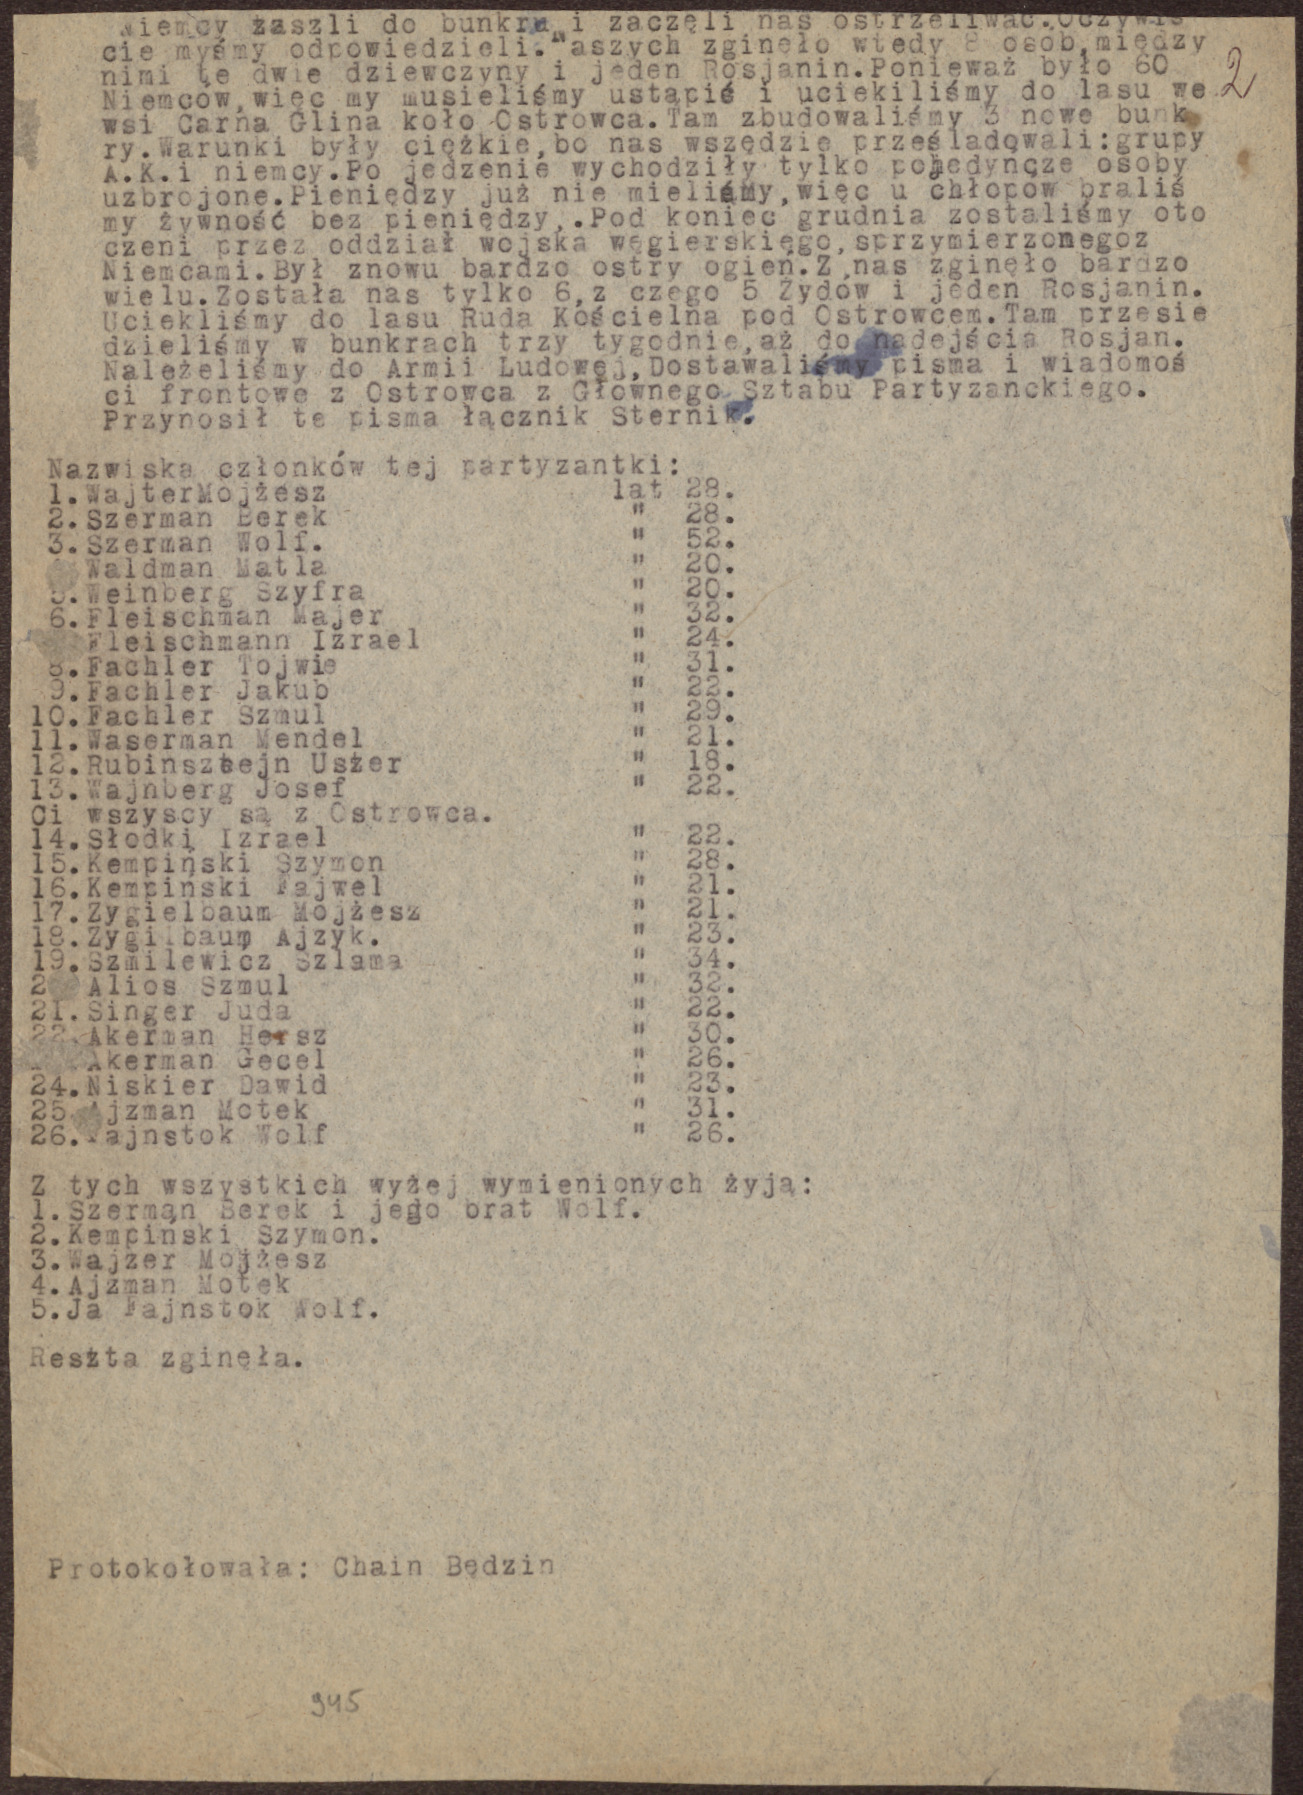 Niemcy zaszli do bunkru i zaczęli nas ostrzeliwać.Oczywiś
cie myśmy odpowiedzieli. aszych zginęło wtedy 8 osób,między
nimi te dwie dziewczyny i jeden Rosjanin.Ponieważ było 60
Niemców,więc my musieliśmy ustąpić i uciekiliśmy do lasu we
2
wsi Carna Glina koło Ostrowca.Tam zbudowaliśmy 3 nowe bunk
ry.Warunki były ciężkie,bo nas wszędzie prześladowali:grupy
A.K.i niemcy.Po jedzenie wychodziły tylko pojedyncze osoby
uzbrojone.Pieniędzy już nie mieliśmy,więc u chłopów braliś
my żywność bez pieniędzy,.Pod koniec grudnia zostaliśmy oto
czeni przez oddział wojska węgierskiego,sprzymierzonegoz
Niemcami.Był znowu bardzo ostry ogień.Z nas zginęło bardzo
wielu.Została nas tylko 6,z czego 5 Żydów i jeden Rosjanin.
Uciekliśmy do lasu Ruda Kościelna pod Ostrowcem.Tam przesie
dzieliśmy w bunkrach trzy tygodnie,aż do nadejścia Rosjan.
Należeliśmy do Armii Ludowej,Dostawaliśmy pisma i wiadomoś
ci frontowe z Ostrowca z Głównego Sztabu Partyzanckiego.
Przynosił te pisma łącznik Sternik.
Nazwiska członków tej partyzantki:
1.WajterMojżesz lat 28.
2.Szerman Berek " 28.
3.Szerman Wolf. " 52.
Waldman Matla " 20.
5.Weinberg Szyfra " 20.
6.Fleischman Majer " 32.
Fleischmann Izrael " 24.
8.Fachler Tojwie " 31.
9.Fachler Jakub " 22.
10.Fachler Szmul " 29.
11.Waserman Mendel " 21.
12.Rubinsztejn Uszer " 18.
13.Wajnberg Josef " 22.
Ci wszyscy są z Ostrowca.
14.Słodki Izrael " 22.
15.Kempiński Szymon " 28.
16.Kempiński Fajwel " 21.
17.Zygielbaum Mojżesz " 21.
18.Zygilbaum Ajzyk. " 23.
19.Szmilewicz Szlama " 34.
2 Alios Szmul " 32.
21.Singer Juda " 22.
22.Akerman Hersz " 30.
Akerman Gecel " 26.
24.Niskier Dawid " 23.
25.Ajzman Motek " 31.
26.Fajnstok Wolf " 26.
Z tych wszystkich wyżej wymienionych żyją:
1.Szerman Berek i jego brat Wolf.
2.Kempiński Szymon.
3.Wajzer Mojżesz
4.Ajzman Motek
5.Ja Fajnstok Wolf.
Reszta zginęła.
Protokołowała: Chain Będzin
945